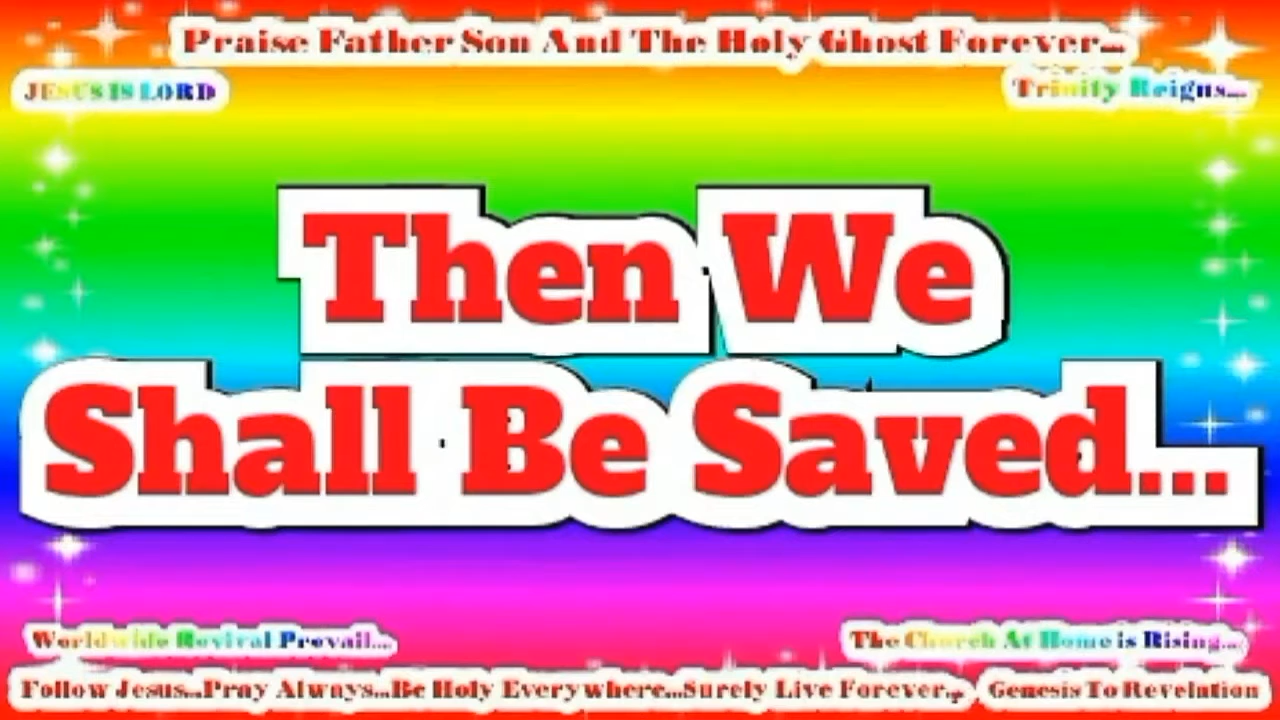 Praise Father Son And The Holy Ghost Forever...
JESUS IS LORD
Trinity Reigns...
Then We
Shall Be Saved...
Worldwide Revival Prevail...
The Church At Home is Rising...
Follow Jesus...Pray Always...Be Holy Everywhere...Surely Live Forever... Genesis To Revelation